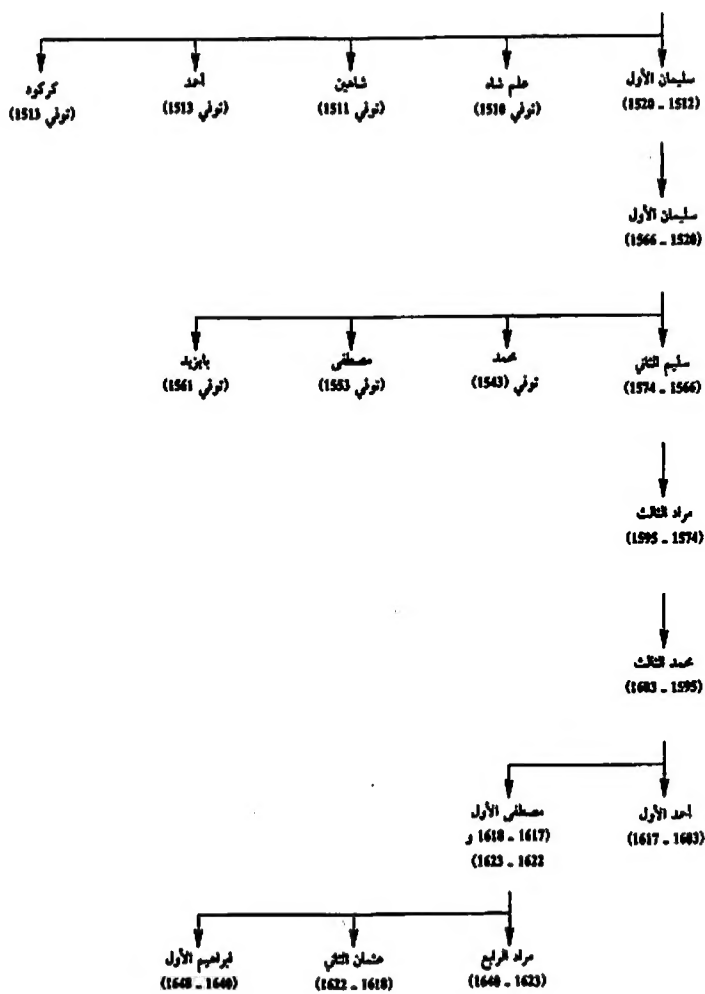 سليمان الأول
(1512 - 1520)
علم شاه
(توفي 1510)
شاهين
(توفي 1511)
أحمد
(توفي 1513)
كركود
(توفي 1513)
سليمان الأول
(1520 - 1566)
سليم الثاني
(1566 - 1574)
محمد
توفي (1543)
مصطفى
(توفي 1553)
بايزيد
(توفي 1561)
مراد الثالث
(1574 - 1595)
محمد الثالث
(1595 - 1603)
أحمد الأول
(1603 - 1617)
مصطفى الأول
(1617 - 1618 و
1622 - 1623)
مراد الرابع
(1623 - 1640)
عثمان الثاني
(1618 - 1622)
ابراهيم الأول
(1640 - 1648)